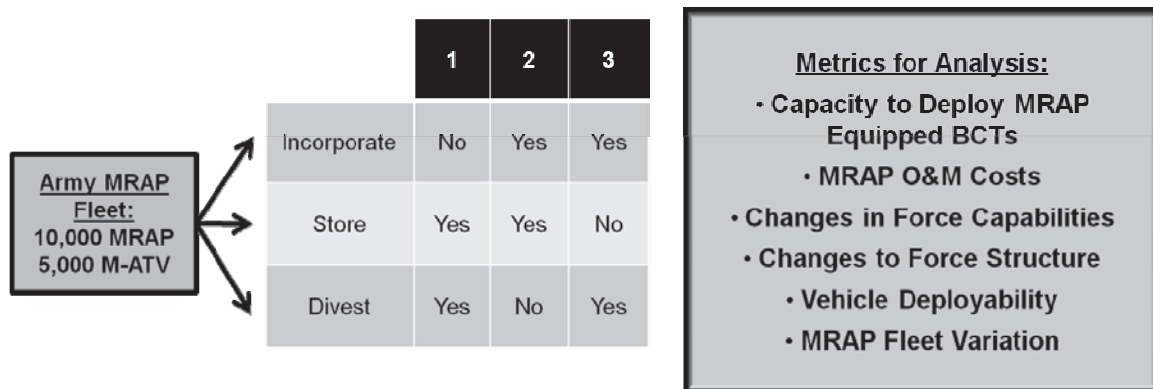 Army MRAP
Fleet:
10,000 MRAP
5,000 M-ATV
1 2 3
Incorporate No Yes Yes
Store Yes Yes No
Divest Yes No Yes
Metrics for Analysis:
• Capacity to Deploy MRAP
Equipped BCTs
• MRAP O&M Costs
• Changes in Force Capabilities
• Changes to Force Structure
• Vehicle Deployability
• MRAP Fleet Variation